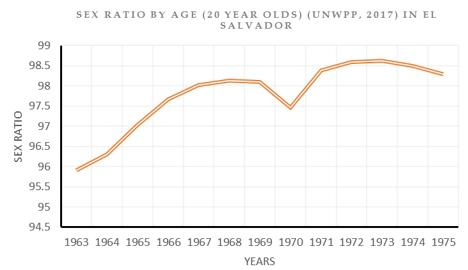 SEX RATIO BY AGE (20 YEAR OLDS) (UNWPP, 2017) IN EL
SALVADOR
99
98.5
98
97.5
97
96.5
96
95.5
95
94.5
SEX RATIO
1963 1964 1965 1966 1967 1968 1969 1970 1971 1972 1973 1974 1975
YEARS